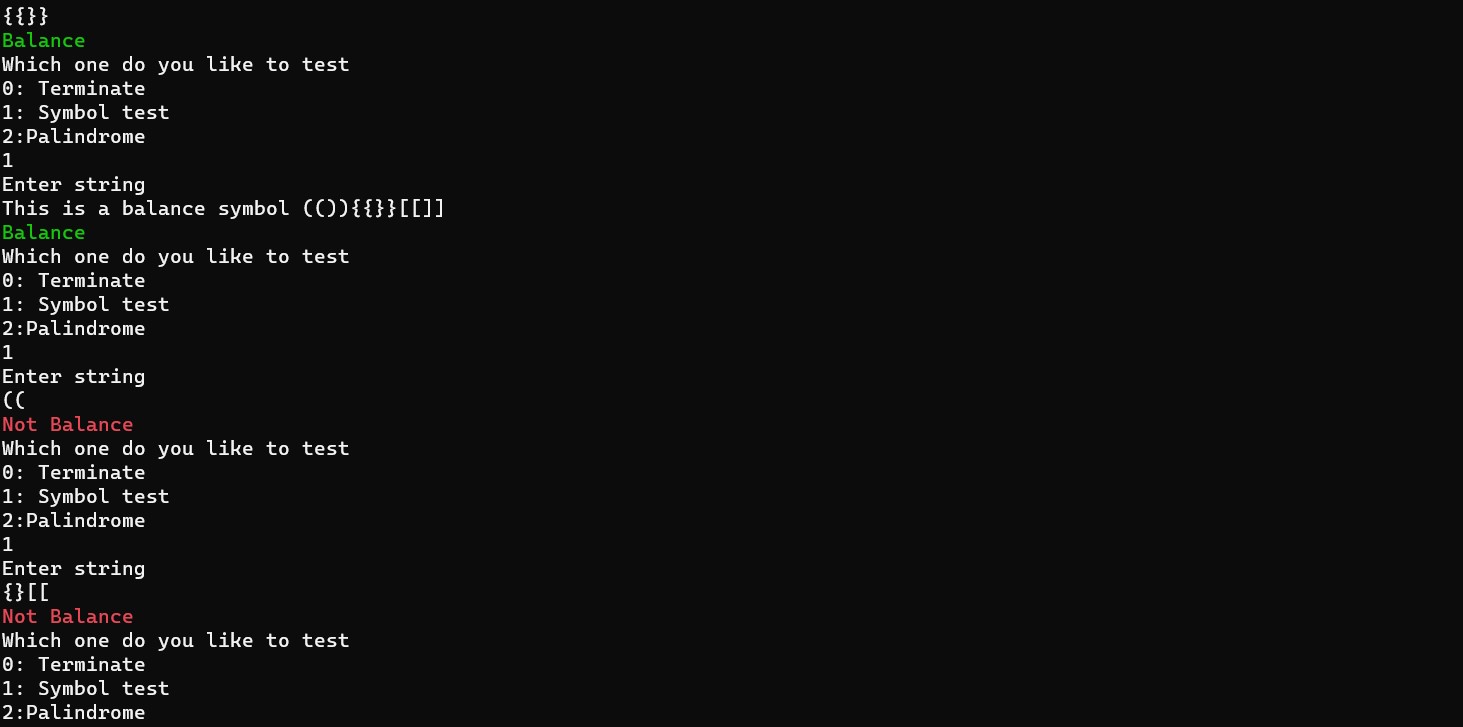 {{}}
Balance
Which one do you like to test
0: Terminate
1: Symbol test
2:Palindrome
1
Enter string
This is a balance symbol (()){{}}[[]]
Balance
Which one do you like to test
0: Terminate
1: Symbol test
2:Palindrome
1
Enter string
((
Not Balance
Which one do you like to test
0: Terminate
1: Symbol test
2:Palindrome
1
Enter string
{}[[
Not Balance
Which one do you like to test
0: Terminate
1: Symbol test
2:Palindrome